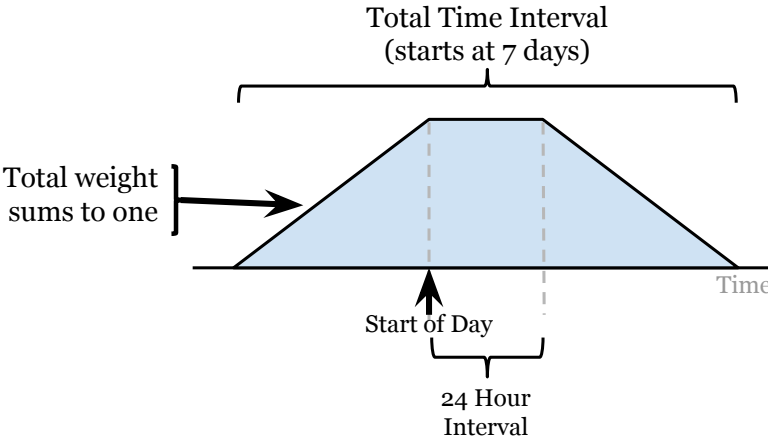 Total Time Interval
(starts at 7 days)
Total weight
sums to one
Time
Start of Day
24 Hour
Interval